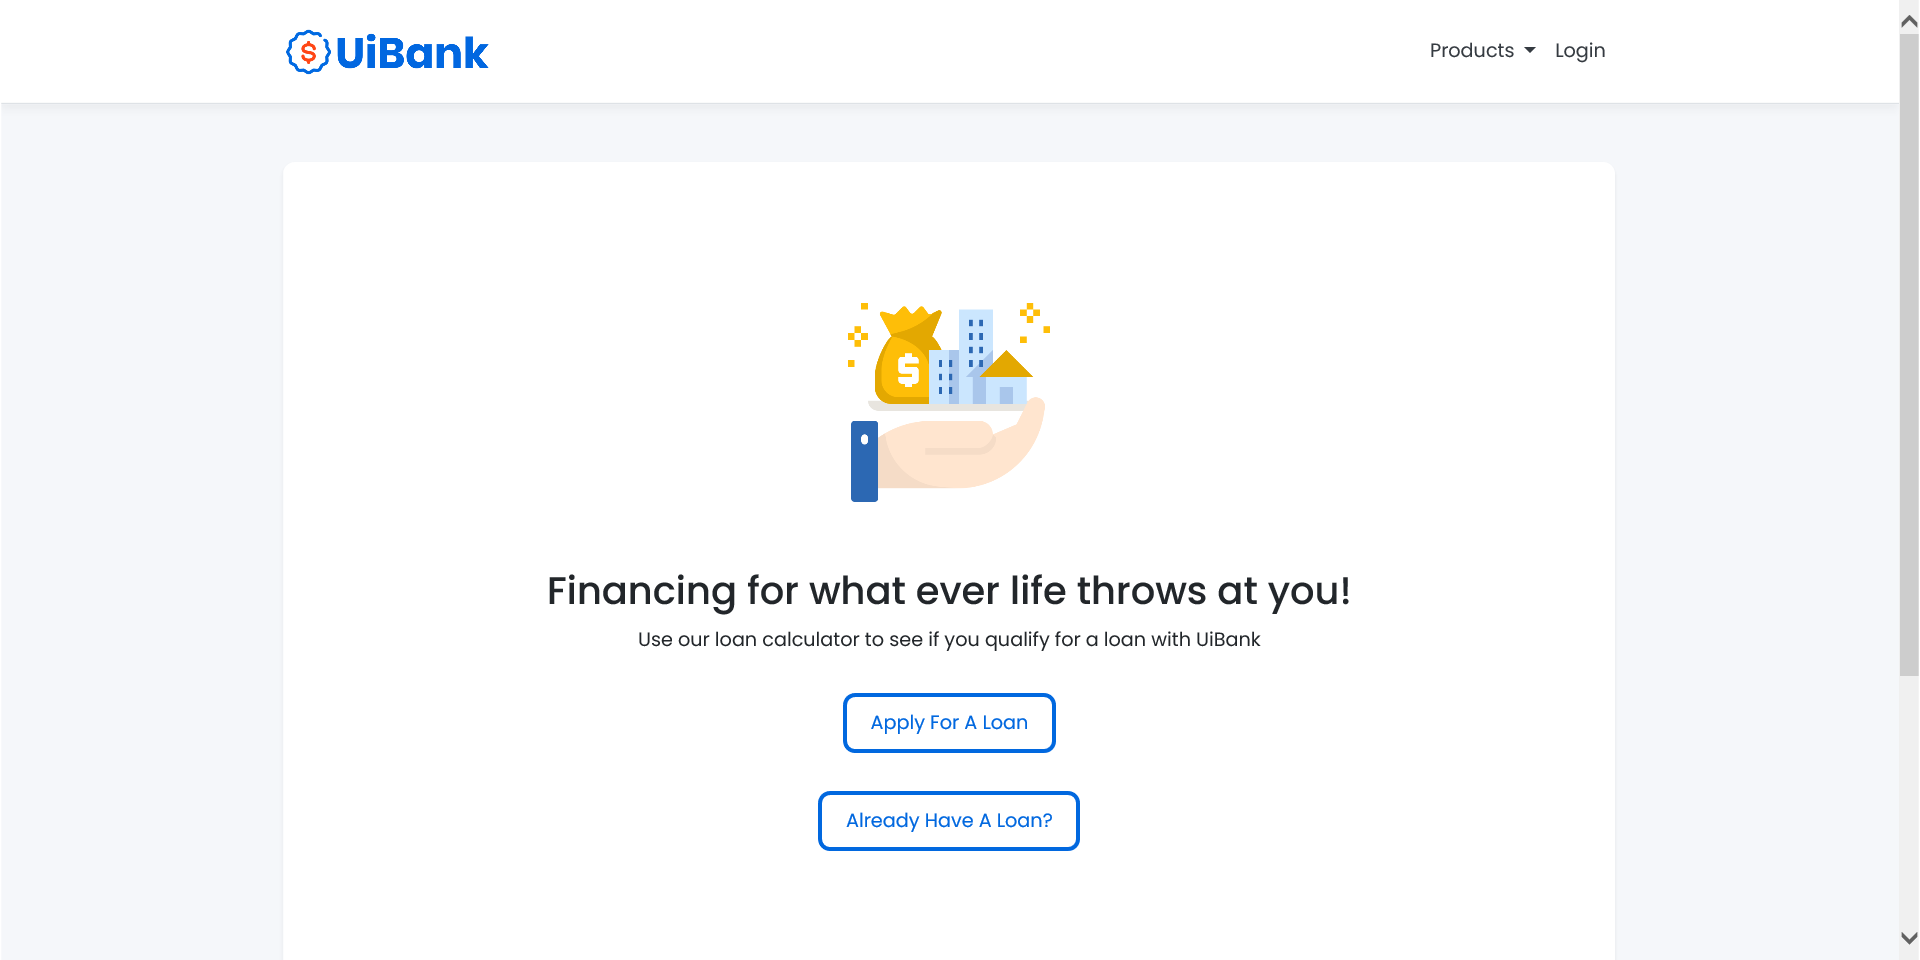 UiBank
Products Login
$
Financing for what ever life throws at you!
Use our loan calculator to see if you qualify for a loan with UiBank
Apply For A Loan
Already Have A Loan?